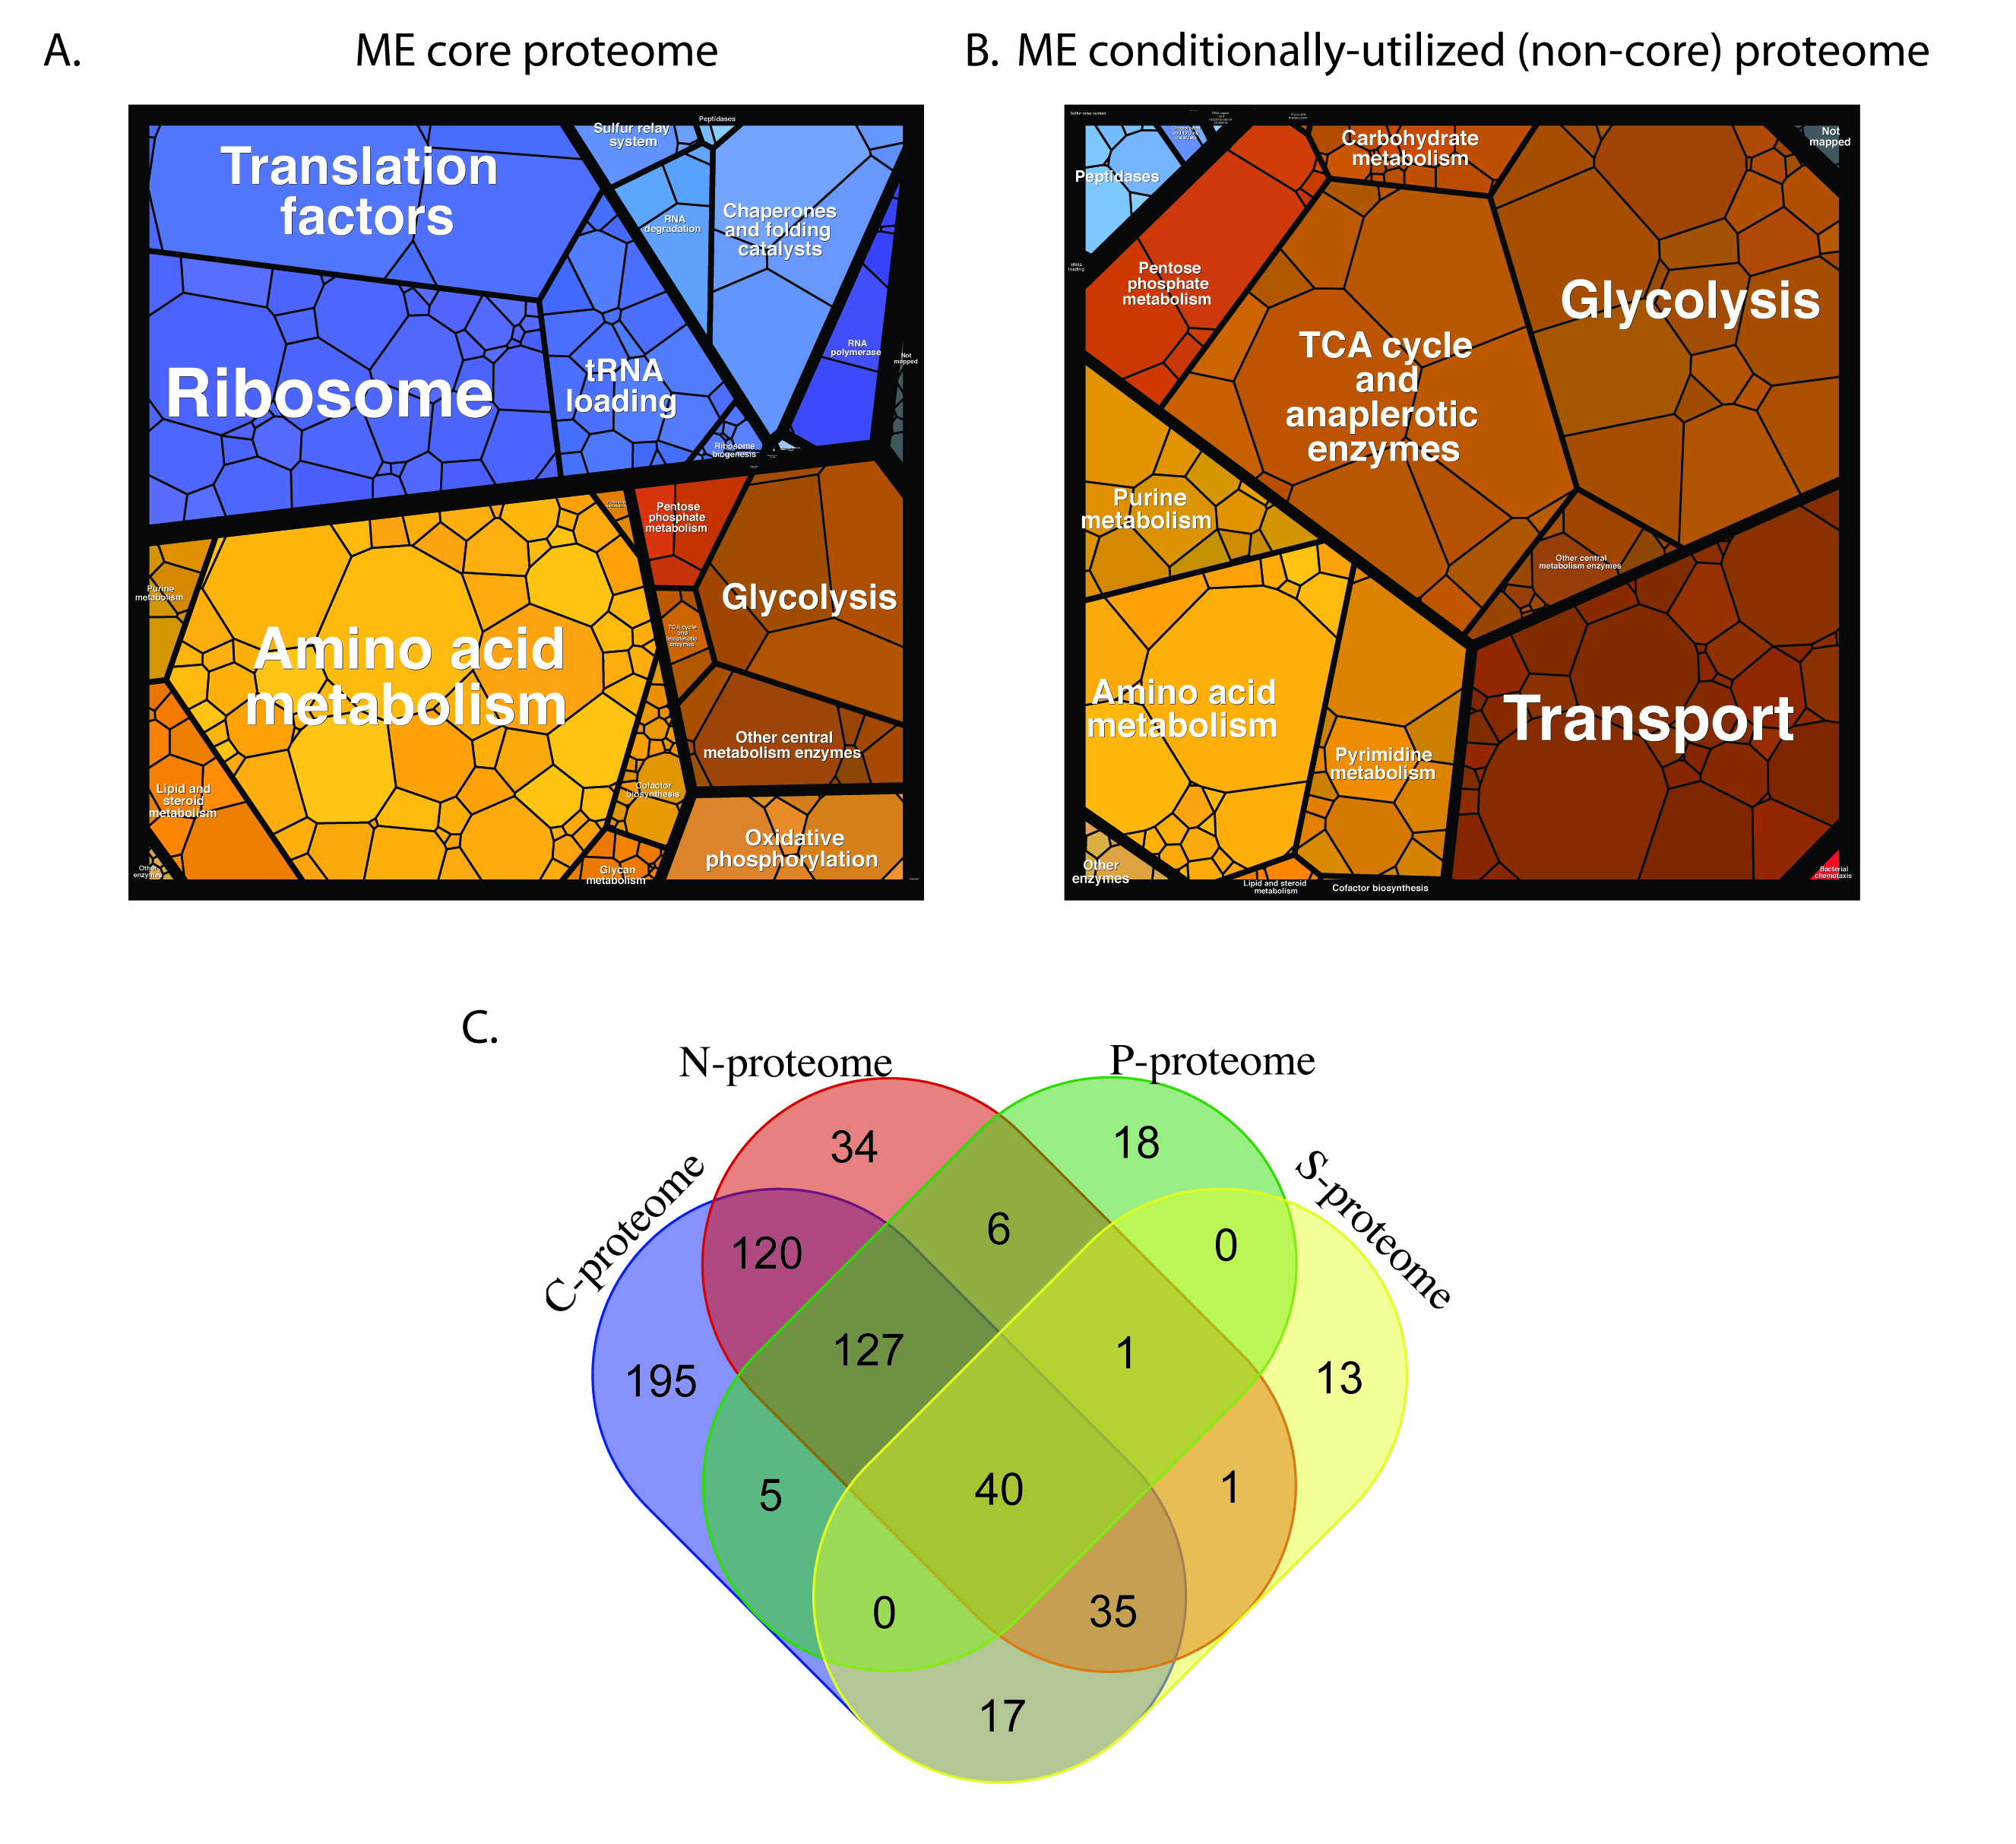 A.
ME core proteome
B. ME conditionally-utilized (non-core) proteome
Translation
factors
Sulfur relay
system
Peptidases
RNA
degradation
Chaperones
and folding
catalysts
RNA
polymerase
Not
mapped
Ribosome
tRNA
loading
Ribosome
biogenesis
Purine
metabolism
Amino acid
metabolism
Pentose
phosphate
metabolism
Glycolysis
TCA cycle
and
anaplerotic
enzymes
Other central
metabolism enzymes
Lipid and
steroid
metabolism
Cofactor
biosynthesis
Oxidative
phosphorylation
Glycan
metabolism
Other
enzymes
Sulfur relay system
Peptidases
tRNA
loading
Carbohydrate
metabolism
Not
mapped
Pentose
phosphate
metabolism
TCA cycle
and
anaplerotic
enzymes
Glycolysis
Purine
metabolism
Other central
metabolism enzymes
Amino acid
metabolism
Pyrimidine
metabolism
Transport
Other
enzymes
Lipid and steroid
metabolism
Cofactor biosynthesis
Bacterial
chemotaxis
C.
N-proteome
P-proteome
C-proteome
S-proteome
34
18
120
6
0
195
127
1
13
5
40
1
0
35
17